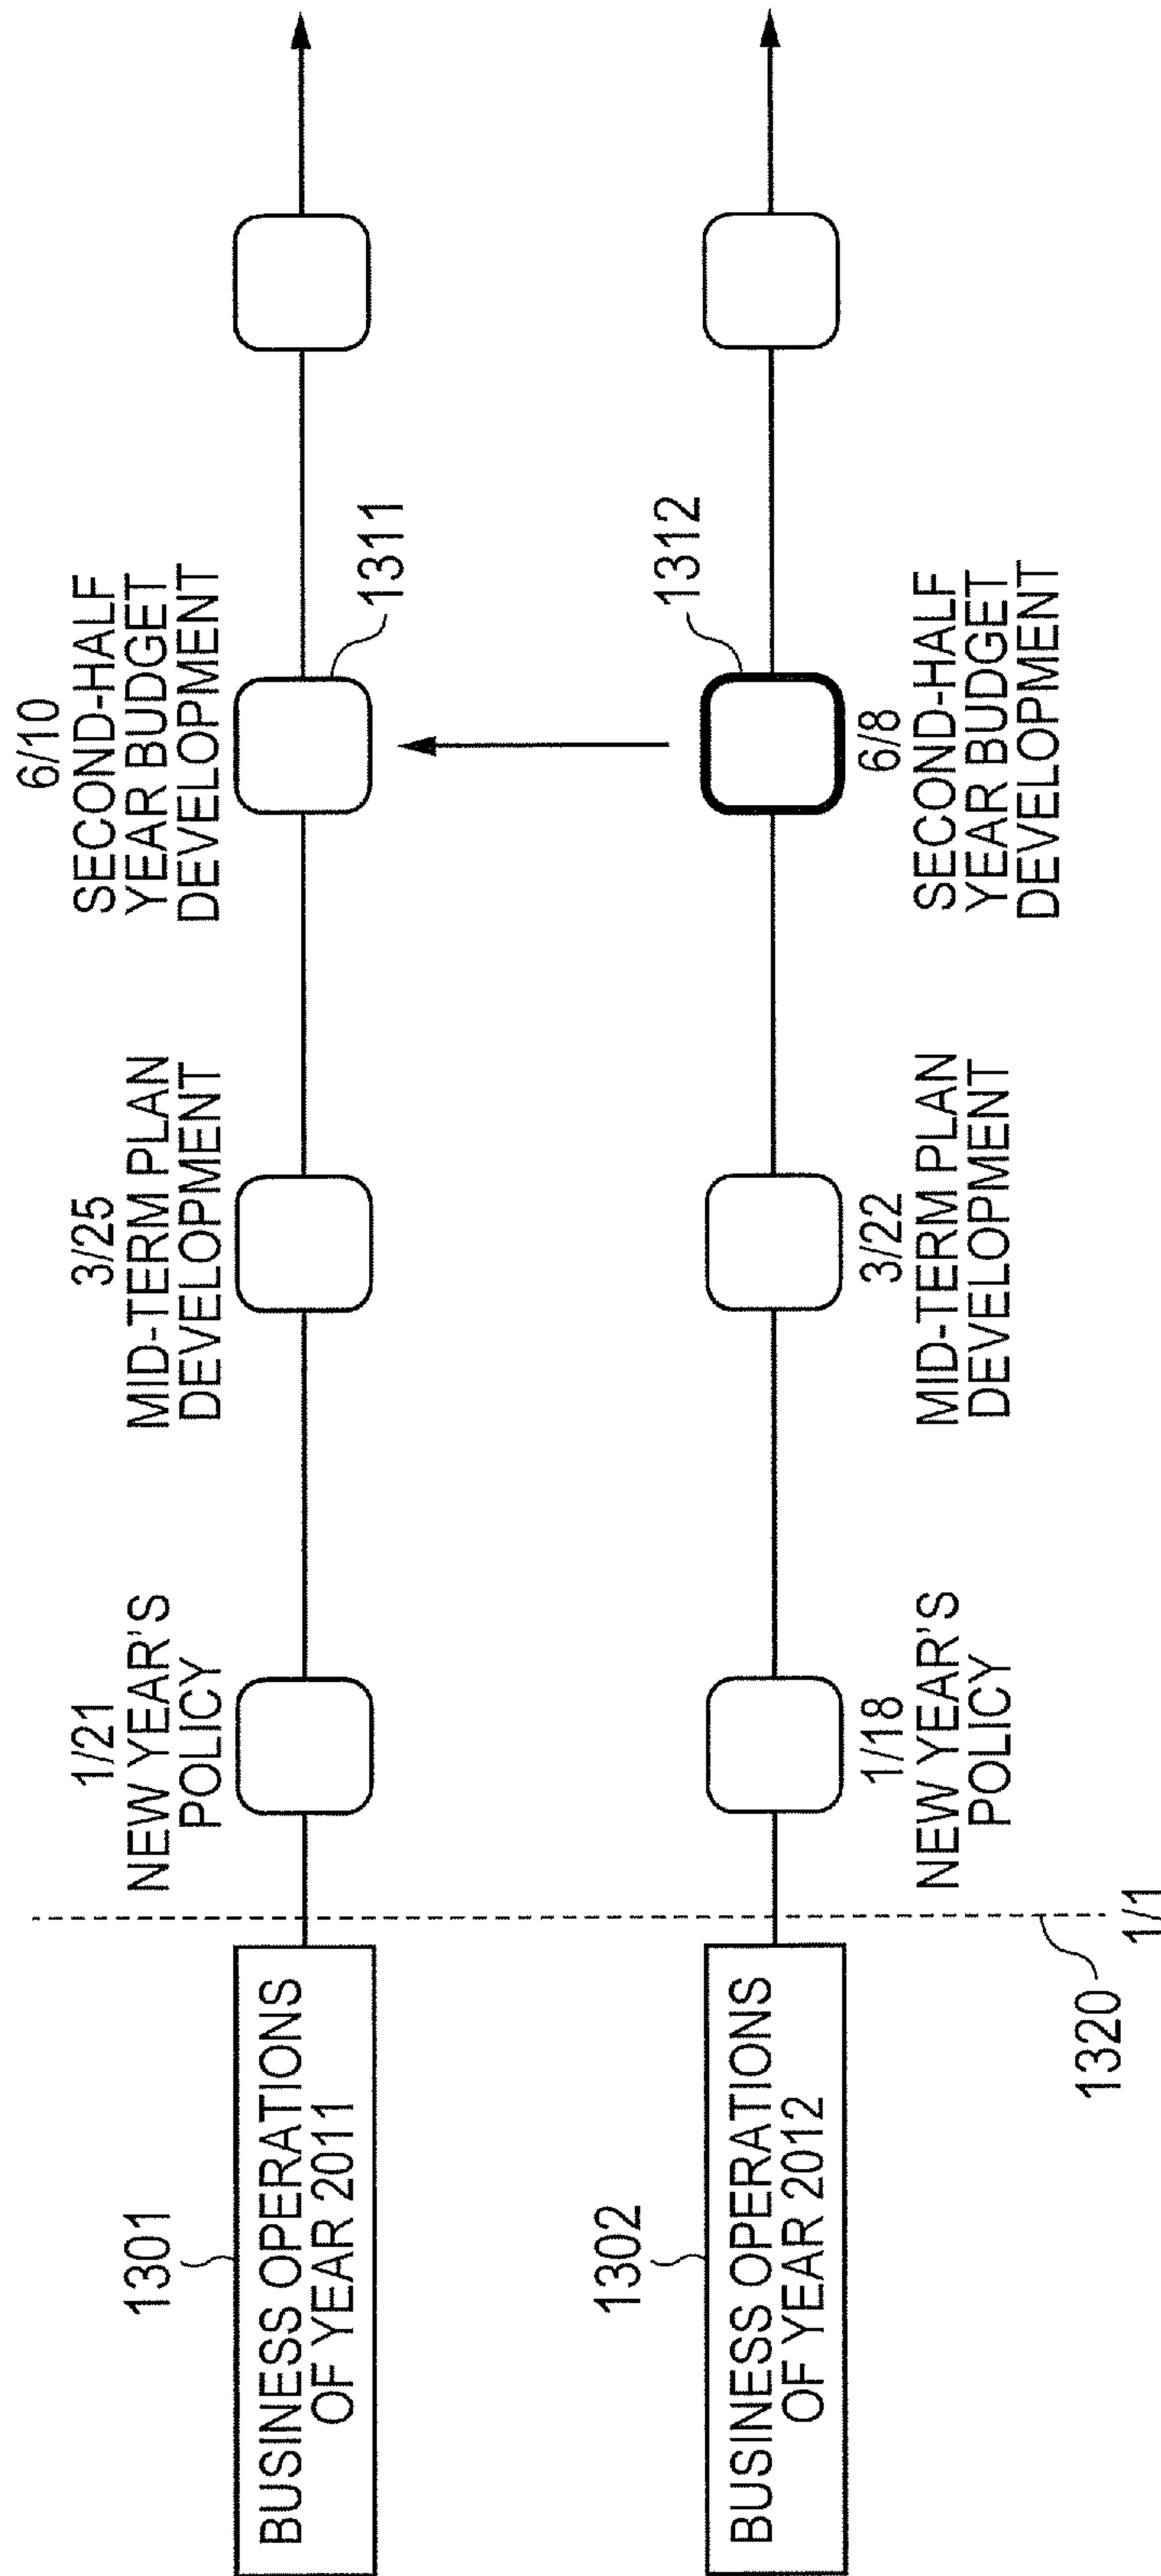 1301
BUSINESS OPERATIONS
OF YEAR 2011
1/21
NEW YEAR'S
POLICY
3/25
MID-TERM PLAN
DEVELOPMENT
6/10
SECOND-HALF
YEAR BUDGET
DEVELOPMENT
1311
1302
BUSINESS OPERATIONS
OF YEAR 2012
1312
1/18
NEW YEAR'S
POLICY
3/22
MID-TERM PLAN
DEVELOPMENT
6/8
SECOND-HALF
YEAR BUDGET
DEVELOPMENT
1320
1/1